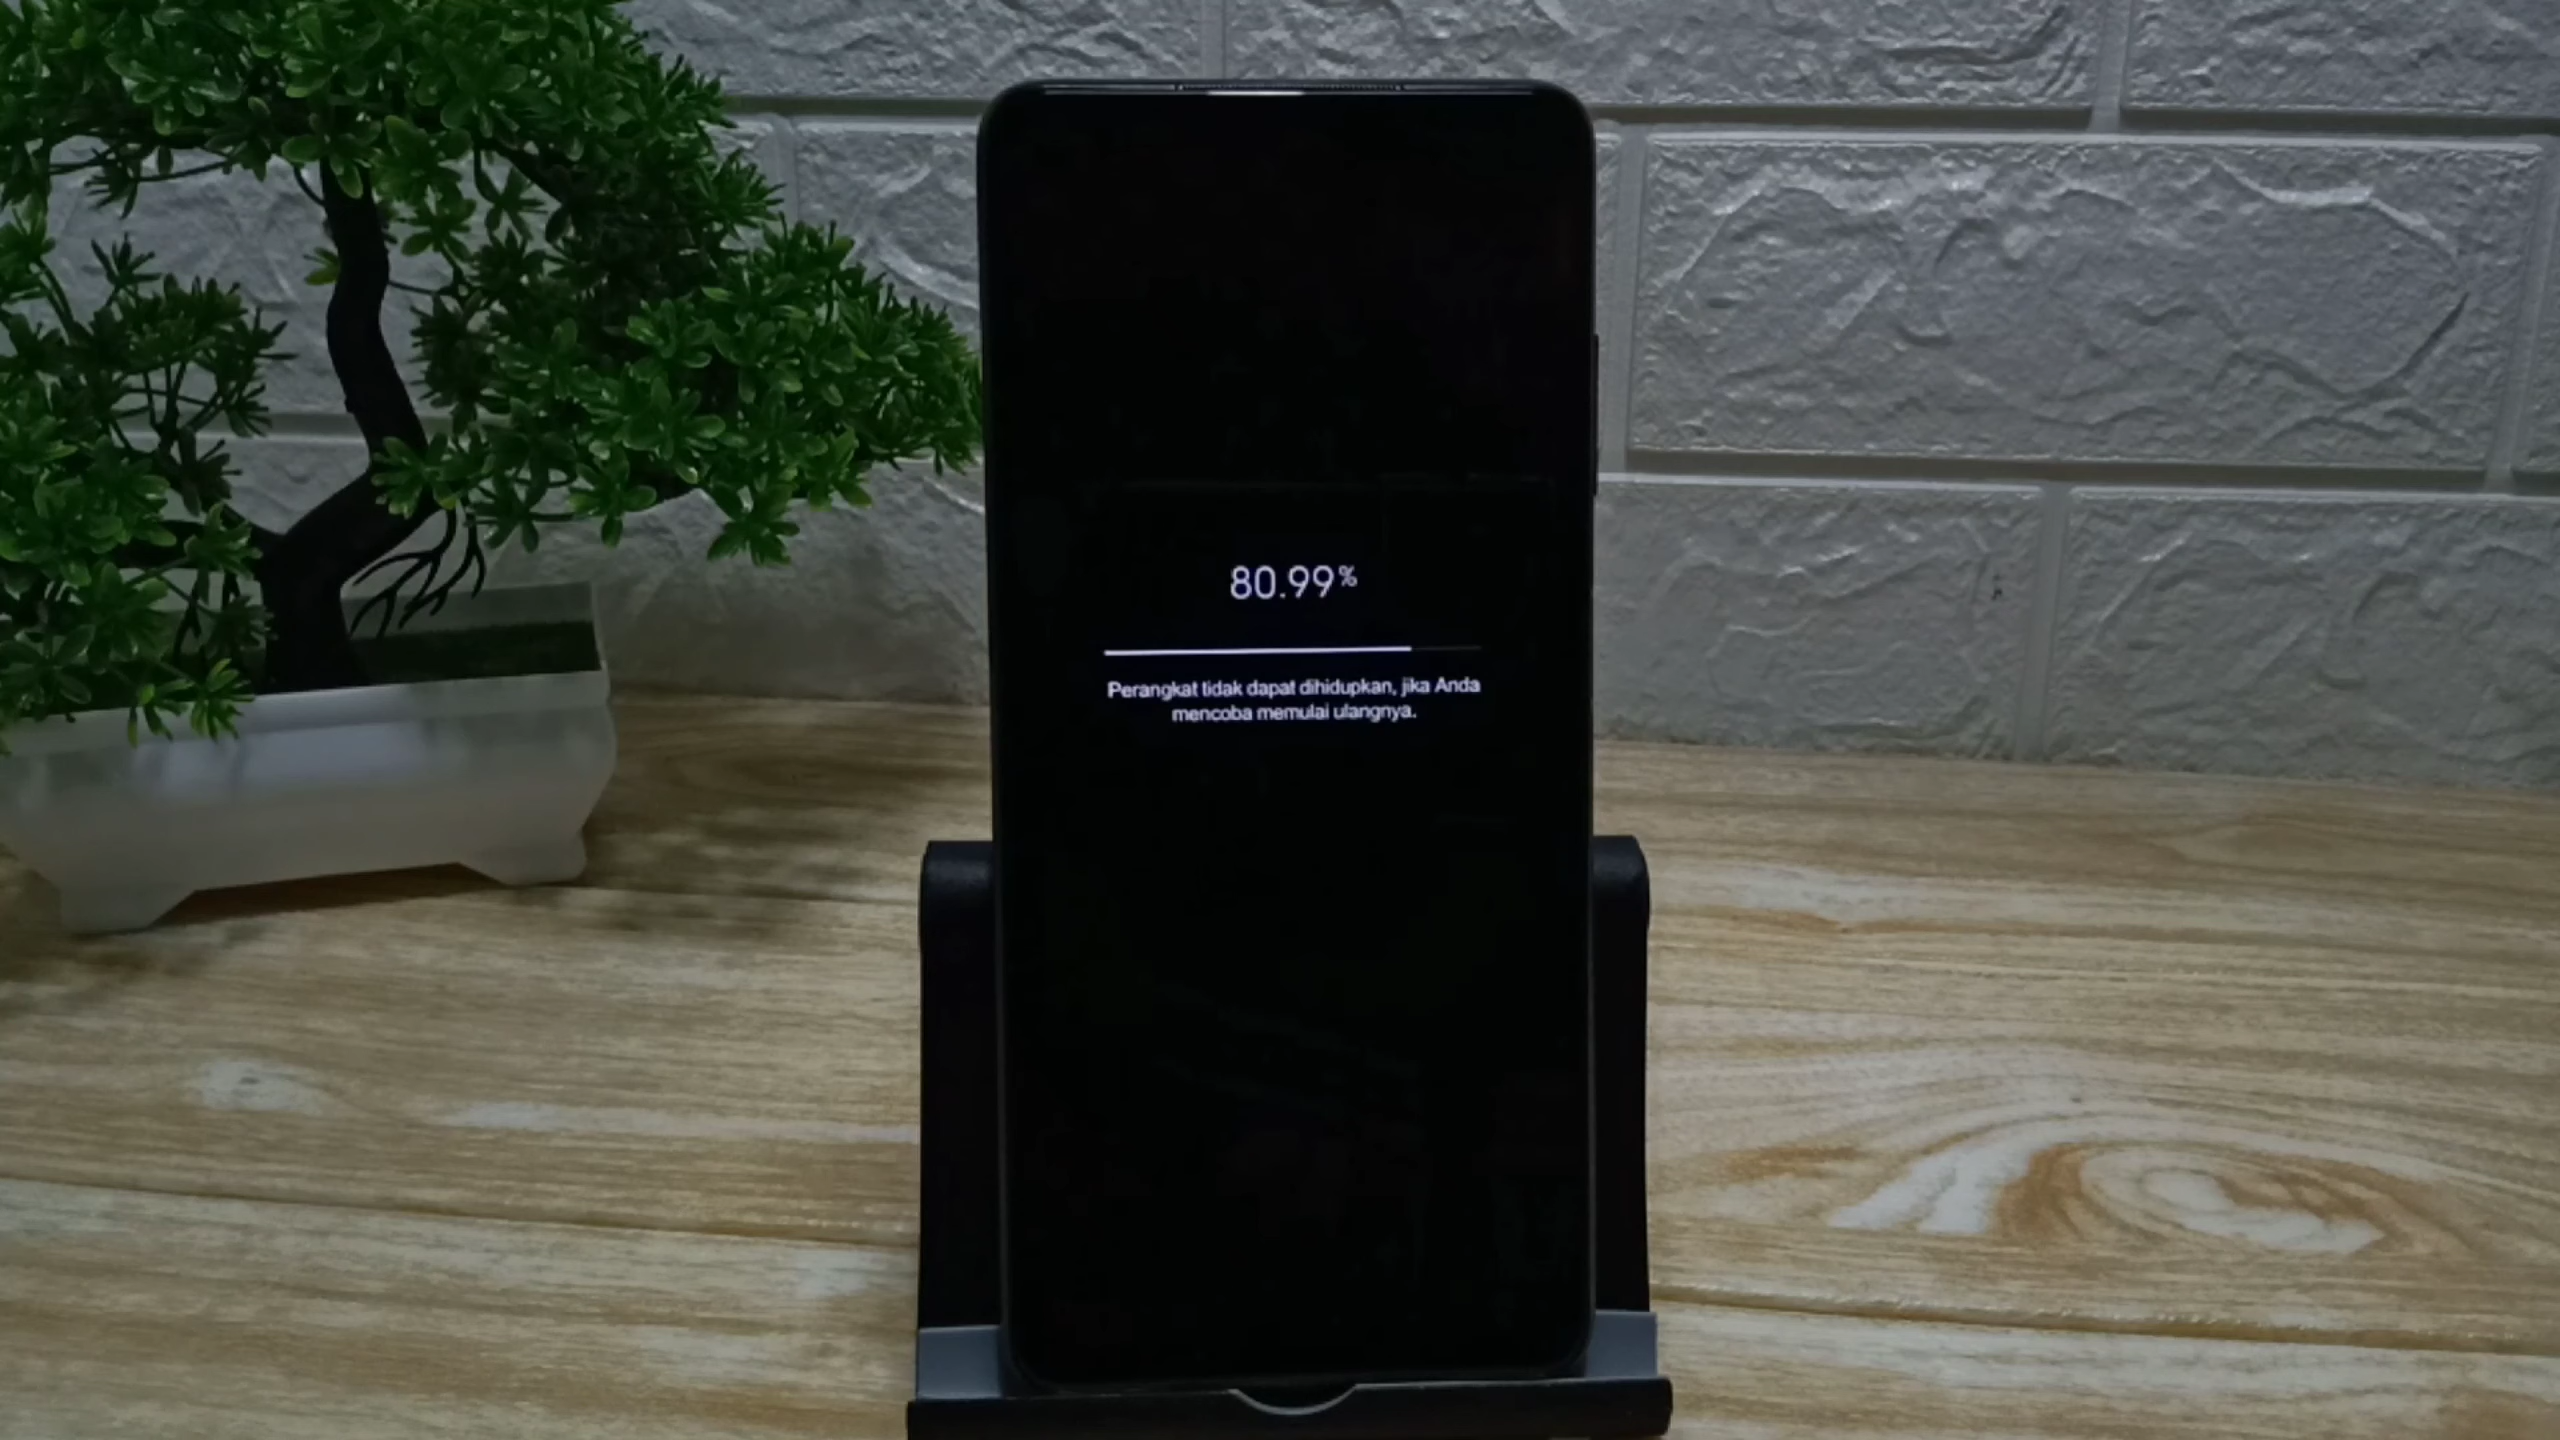 80.99%
Perangkat tidak dapat dihidupkan, jika Anda
mencoba memulai ulangnya.